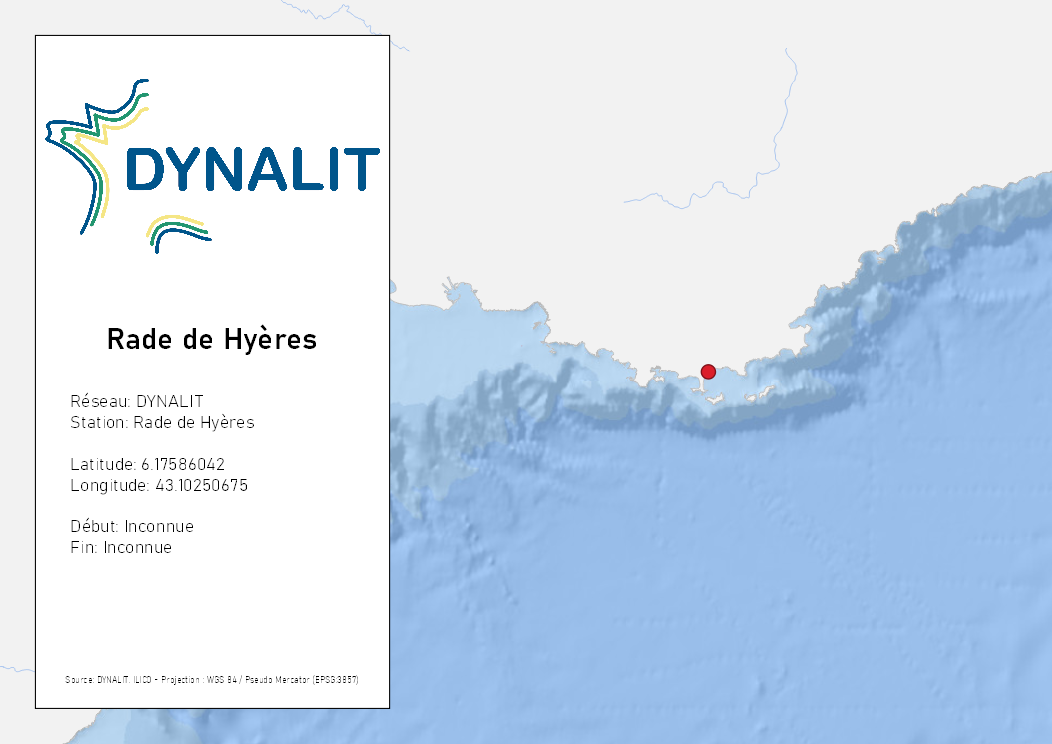 DYNALIT
Rade de Hyères
Réseau: DYNALIT
Station: Rade de Hyères
Latitude: 6.17586042
Longitude: 43.10250675
Début: Inconnue
Fin: Inconnue
Source: DYNALIT, ILICO - Projection : WGS 84 / Pseudo Mercator (EPSG:3857)